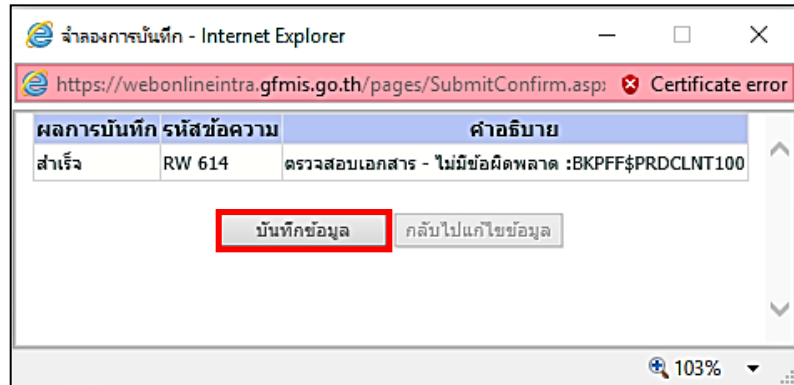 จำลองการบันทึก - Internet Explorer
https://webonlineintra.gfmis.go.th/pages/SubmitConfirm.asp Certificate error
ผลการบันทึก รหัสข้อความ คำอธิบาย
สำเร็จ RW 614 ตรวจสอบเอกสาร - ไม่มีข้อผิดพลาด :BKPFF$PRDCLNT100
บันทึกข้อมูล กลับไปแก้ไขข้อมูล
103%